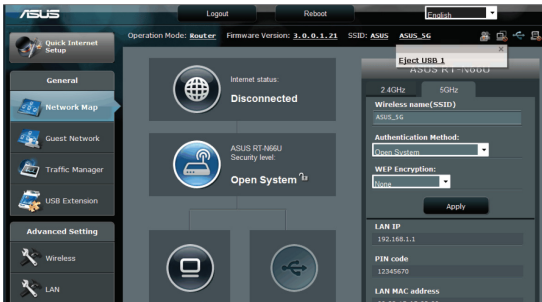 ASUS
Logout
Reboot
English
Quick Internet
Setup
Operation Mode: Router Firmware Version: 3.0.0.1.21 SSID: ASUS ASUS_5G
Eject USB 1
General
Network Map
Guest Network
Traffic Manager
USB Extension
Advanced Setting
Wireless
LAN
Internet status:
Disconnected
ASUS RT-N66U
Security level:
Open System
ASUS RT-N66U
2.4GHz
5GHz
Wireless name(SSID)
ASUS_5G
Authentication Method:
Open System
WEP Encryption:
None
Apply
LAN IP
192.168.1.1
PIN code
12345670
LAN MAC address